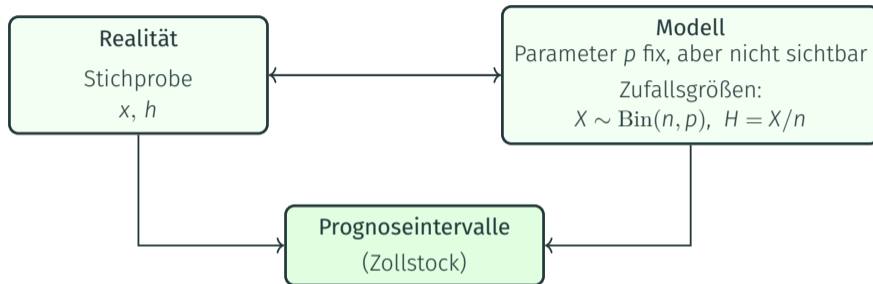 Realität
Stichprobe
x, h
Modell
Parameter p fix, aber nicht sichtbar
Zufallsgrößen:
X ∼ Bin(n, p), H = X/n
Prognoseintervalle
(Zollstock)